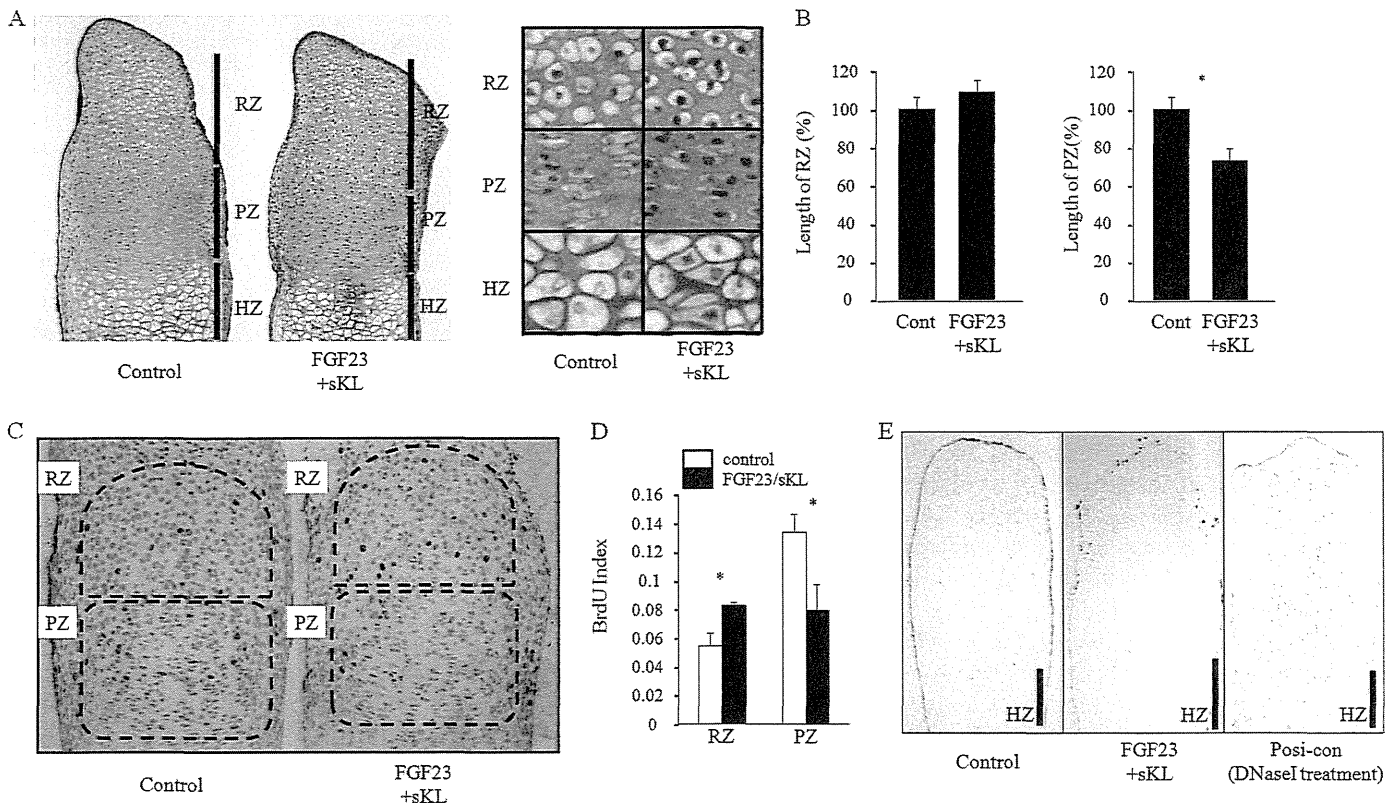 A
RZ
PZ
HZ
RZ
PZ
HZ
Control
FGF23
+sKL
RZ
PZ
HZ
Control
FGF23
+sKL
B
Length of RZ (%)
120
100
80
60
40
20
0
Cont
FGF23
+sKL
Length of PZ(%)
120
100
80
60
40
20
0
*
Cont
FGF23
+sKL
C
RZ
RZ
PZ
PZ
Control
FGF23
+sKL
D
control
FGF23/sKL
BrdU Index
0.16
0.14
0.12
0.10
0.08
0.06
0.04
0.02
0
*
*
RZ
PZ
E
HZ
HZ
HZ
Control
FGF23
+sKL
Posi-con
(DNaseI treatment)